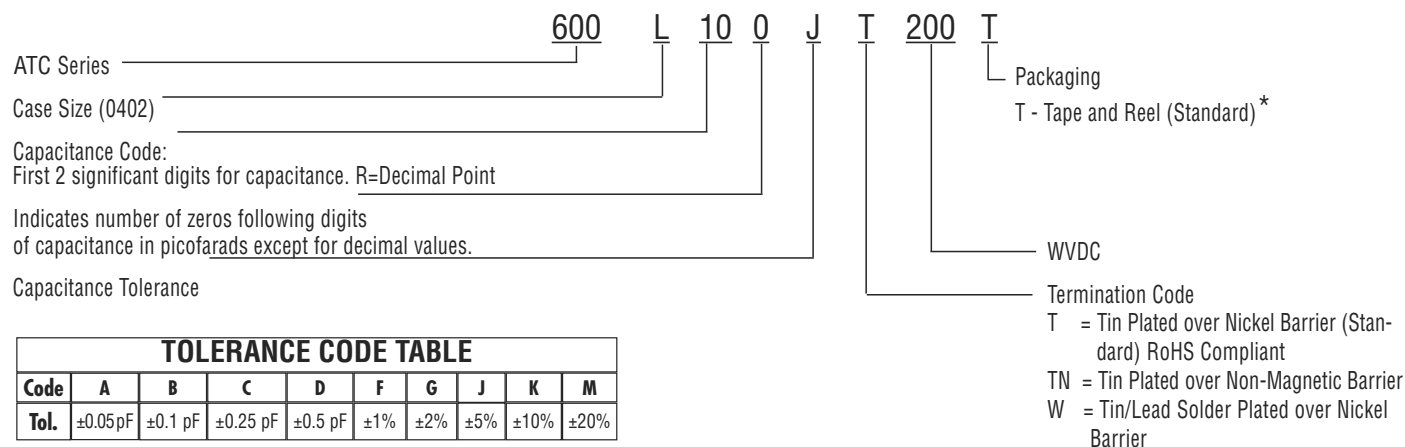 600 L 10 0 J T 200 T
ATC Series
Case Size (0402)
Capacitance Code:
First 2 significant digits for capacitance. R=Decimal Point
Indicates number of zeros following digits
of capacitance in picofarads except for decimal values.
Capacitance Tolerance
Packaging
T - Tape and Reel (Standard)*
WVDC
Termination Code
T = Tin Plated over Nickel Barrier (Stan-
dard) RoHS Compliant
TN = Tin Plated over Non-Magnetic Barrier
W = Tin/Lead Solder Plated over Nickel
Barrier
TOLERANCE CODE TABLE
Code A B C D F G J K M
Tol. ±0.05pF ±0.1 pF ±0.25 pF ±0.5 pF ±1% ±2% ±5% ±10% ±20%